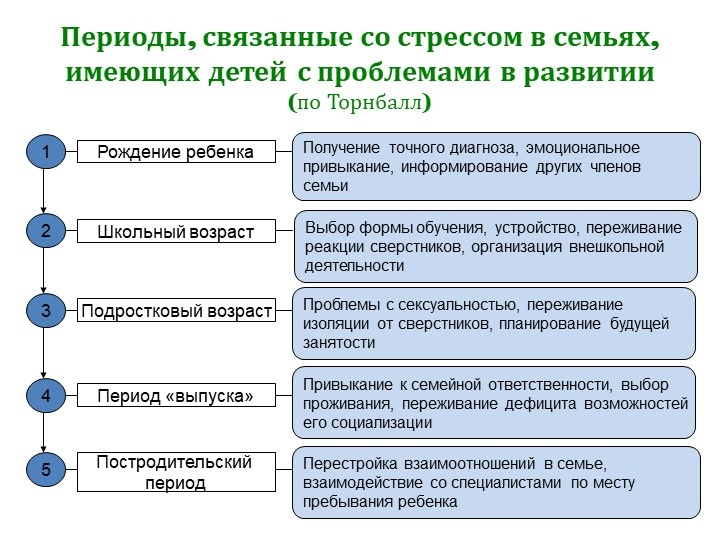 Периоды, связанные со стрессом в семьях,
имеющих детей с проблемами в развитии
(по Торнбалл)
1
Рождение ребенка
Получение точного диагноза, эмоциональное
привыкание, информирование других членов
семьи
2
Школьный возраст
Выбор формы обучения, устройство, переживание
реакции сверстников, организация внешкольной
деятельности
3
Подростковый возраст
Проблемы с сексуальностью, переживание
изоляции от сверстников, планирование будущей
занятости
4
Период «выпуска»
Привыкание к семейной ответственности, выбор
проживания, переживание дефицита возможностей
его социализации
5
Постродительский
период
Перестройка взаимоотношений в семье,
взаимодействие со специалистами по месту
пребывания ребенка